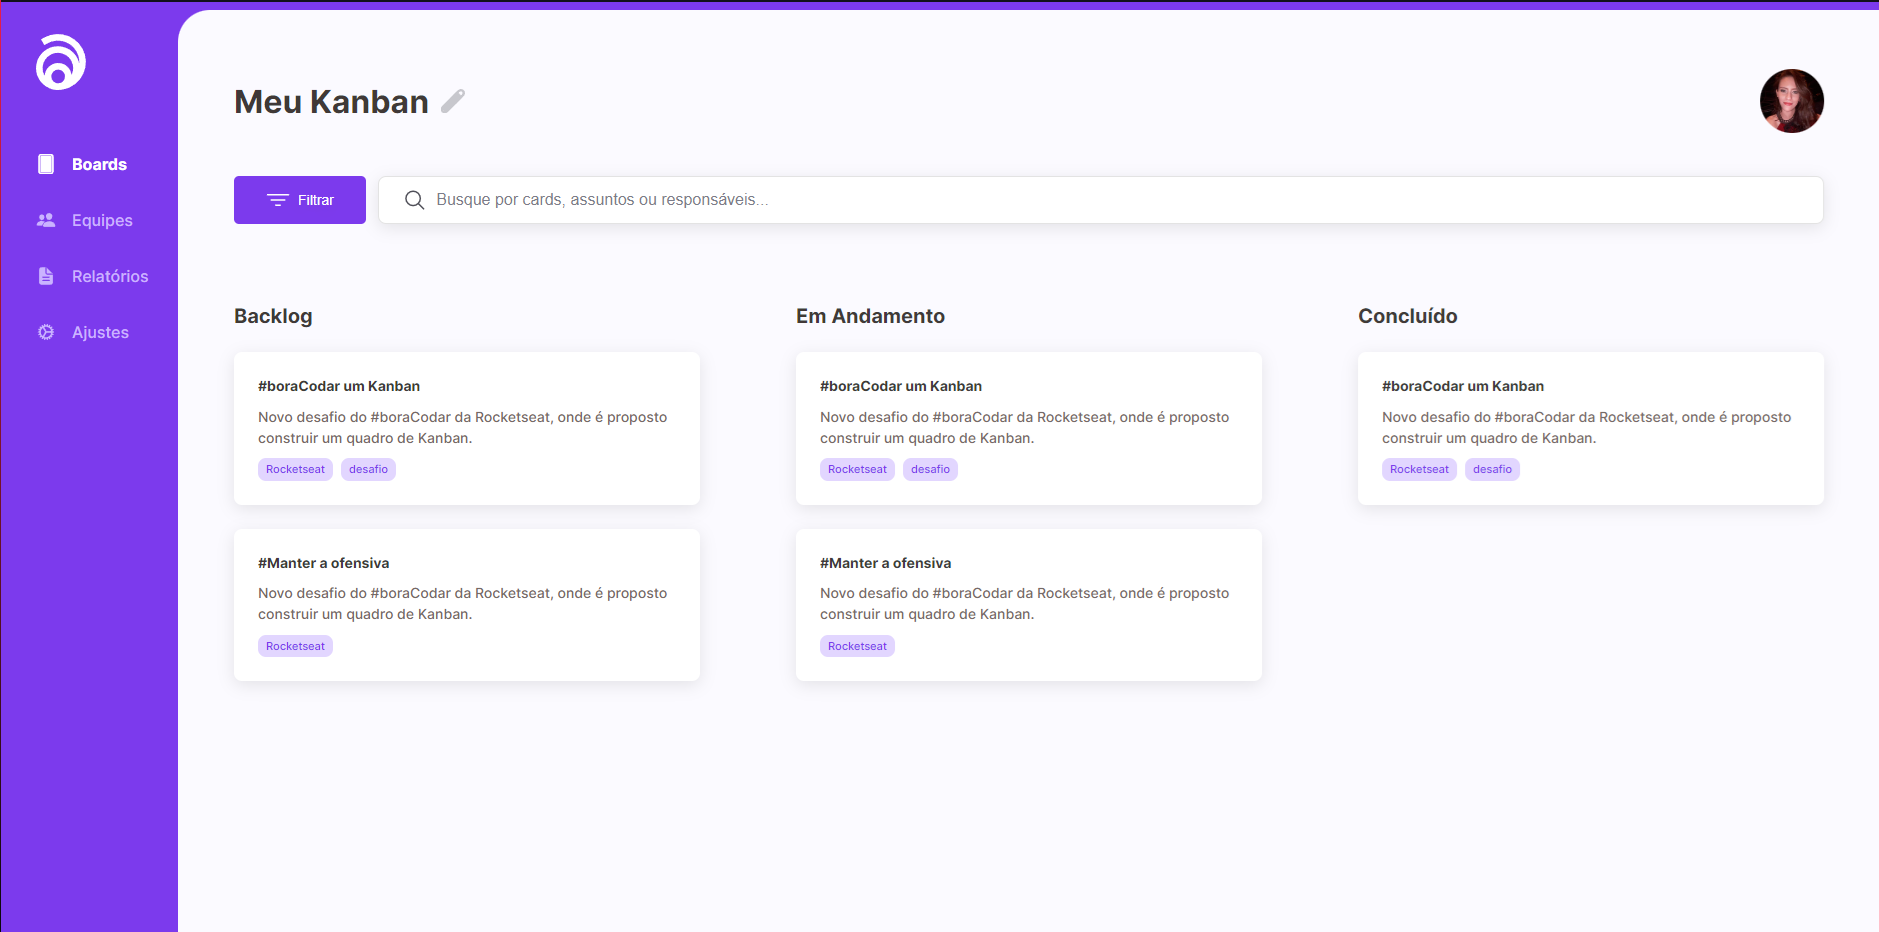 Meu Kanban
Boards
Equipes
Relatórios
Ajustes
Filtrar
Busque por cards, assuntos ou responsáveis...
Backlog
#boraCodar um Kanban
Novo desafio do #boraCodar da Rocketseat, onde é proposto
construir um quadro de Kanban.
Rocketseat desafio
#Manter a ofensiva
Novo desafio do #boraCodar da Rocketseat, onde é proposto
construir um quadro de Kanban.
Rocketseat
Em Andamento
#boraCodar um Kanban
Novo desafio do #boraCodar da Rocketseat, onde é proposto
construir um quadro de Kanban.
Rocketseat desafio
#Manter a ofensiva
Novo desafio do #boraCodar da Rocketseat, onde é proposto
construir um quadro de Kanban.
Rocketseat
Concluído
#boraCodar um Kanban
Novo desafio do #boraCodar da Rocketseat, onde é proposto
construir um quadro de Kanban.
Rocketseat desafio